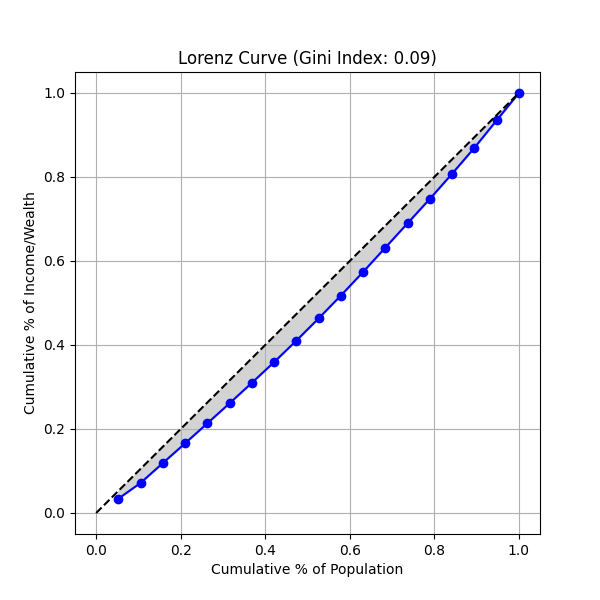 Lorenz Curve (Gini Index: 0.09)
1.0
0.8
0.6
0.4
0.2
0.0
Cumulative % of Income/Wealth
0.0 0.2 0.4 0.6 0.8 1.0
Cumulative % of Population